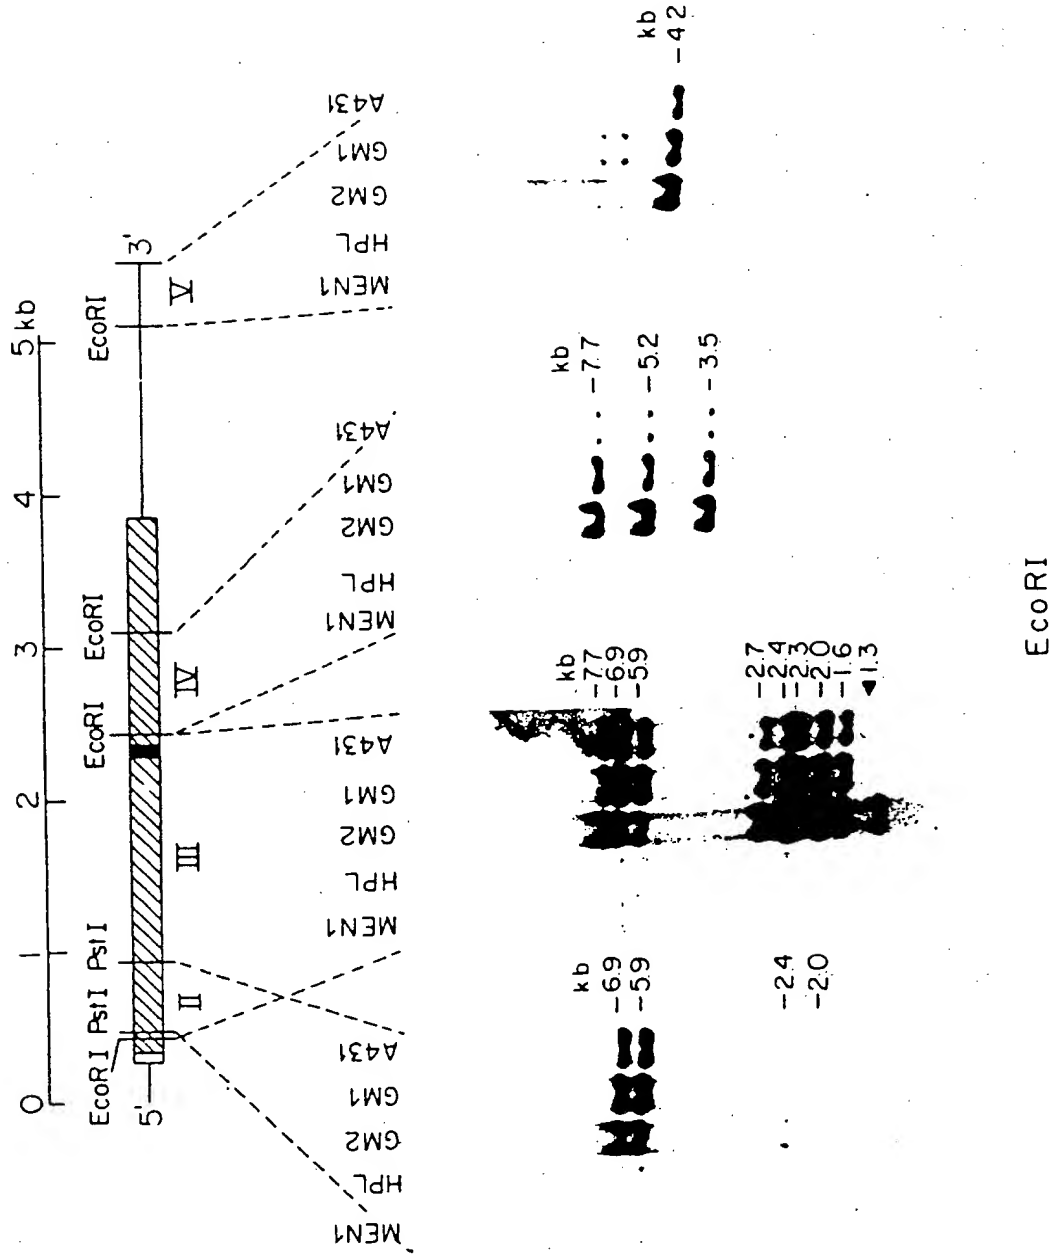 0 1 2 3 4 5 kb
EcoRI PstI PstI EcoRI EcoRI EcoRI
5' 3'
II III IV V
MEN1 HPL GM2 GM1 A431
MEN1 HPL GM2 GM1 A431
MEN1 HPL GM2 GM1 A431
MEN1 HPL GM2 GM1 A431
kb
-6.9
-5.9
-2.4
-2.0
kb
-7.7
-6.9
-5.9
-2.7
-2.4
-2.3
-2.0
-1.6
◀1.3
kb
-7.7
-5.2
-3.5
kb
-4 2
EcoRI